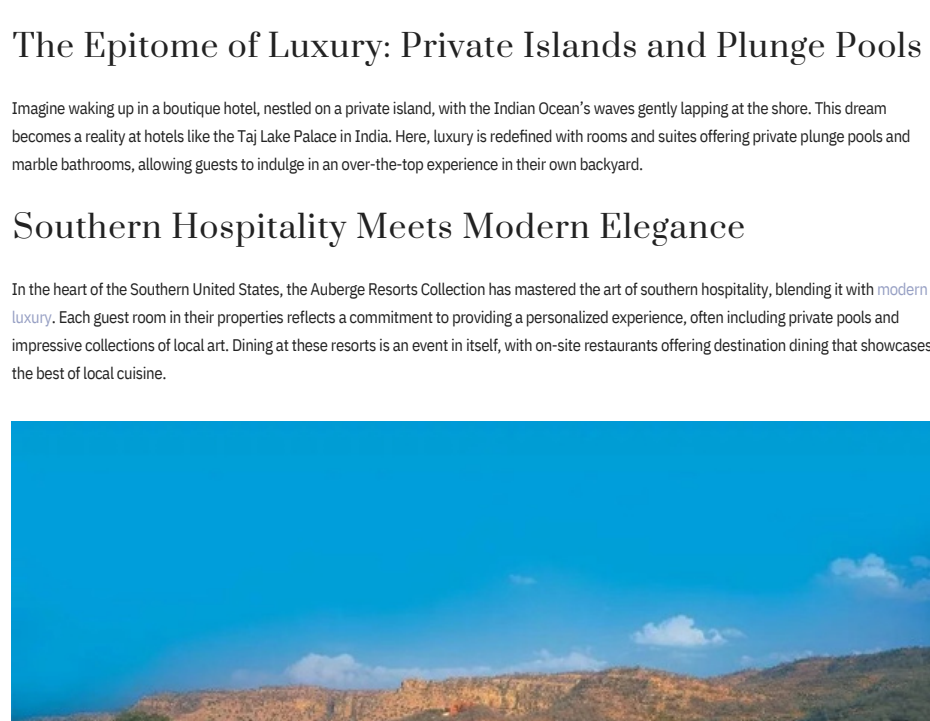 The Epitome of Luxury: Private Islands and Plunge Pools
Imagine waking up in a boutique hotel, nestled on a private island, with the Indian Ocean’s waves gently lapping at the shore. This dream
becomes a reality at hotels like the Taj Lake Palace in India. Here, luxury is redefined with rooms and suites offering private plunge pools and
marble bathrooms, allowing guests to indulge in an over-the-top experience in their own backyard.
Southern Hospitality Meets Modern Elegance
In the heart of the Southern United States, the Auberge Resorts Collection has mastered the art of southern hospitality, blending it with modern
luxury. Each guest room in their properties reflects a commitment to providing a personalized experience, often including private pools and
impressive collections of local art. Dining at these resorts is an event in itself, with on-site restaurants offering destination dining that showcases
the best of local cuisine.